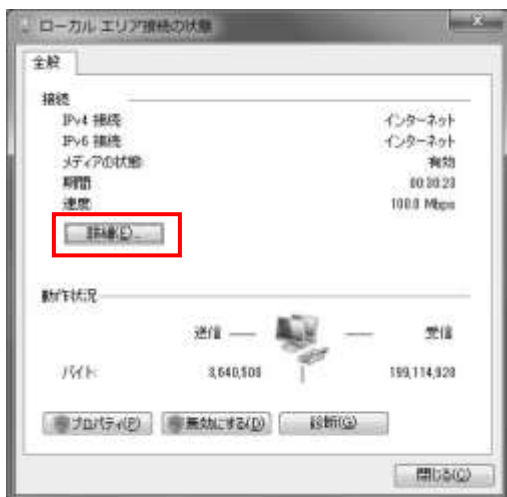 ローカル エリア接続の状態
全般
接続
IPv4 接続 インターネット
IPv6 接続 インターネット
メディアの状態 有効
期間 00:30:23
速度 100.0 Mbps
詳細(E)...
動作状況
送信 — — 受信
バイト 199,114,928
プロパティ(P) 無効にする(D) 診断(G)
閉じる(C)